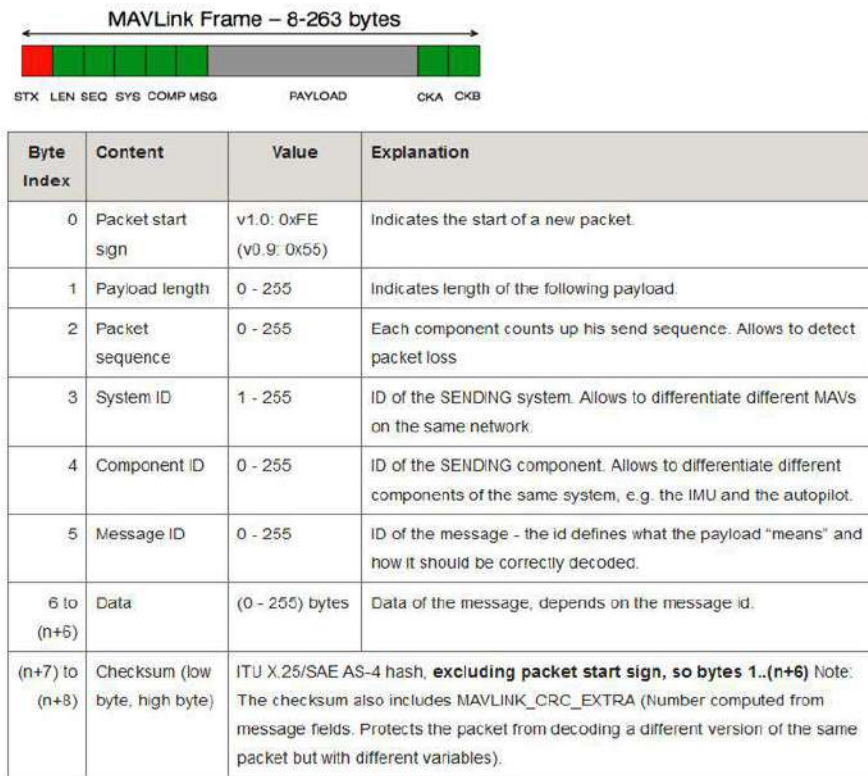 MAVLink Frame – 8-263 bytes
STX LEN SEQ SYS COMP MSG PAYLOAD CKA CKB
Byte Index Content Value Explanation
0 Packet start sign v1.0: 0xFE (v0.9: 0x55) Indicates the start of a new packet.
1 Payload length 0 - 255 Indicates length of the following payload.
2 Packet sequence 0 - 255 Each component counts up his send sequence. Allows to detect
packet loss
3 System ID 1 - 255 ID of the SENDING system. Allows to differentiate different MAVs
on the same network.
4 Component ID 0 - 255 ID of the SENDING component. Allows to differentiate different
components of the same system, e.g. the IMU and the autopilot.
5 Message ID 0 - 255 ID of the message - the id defines what the payload “means” and
how it should be correctly decoded.
6 to (n+6) Data (0 - 255) bytes Data of the message, depends on the message id.
(n+7) to (n+8) Checksum (low byte, high byte) ITU X.25/SAE AS-4 hash, excluding packet start sign, so bytes 1..(n+6) Note:
The checksum also includes MAVLINK_CRC_EXTRA (Number computed from
message fields. Protects the packet from decoding a different version of the same
packet but with different variables).